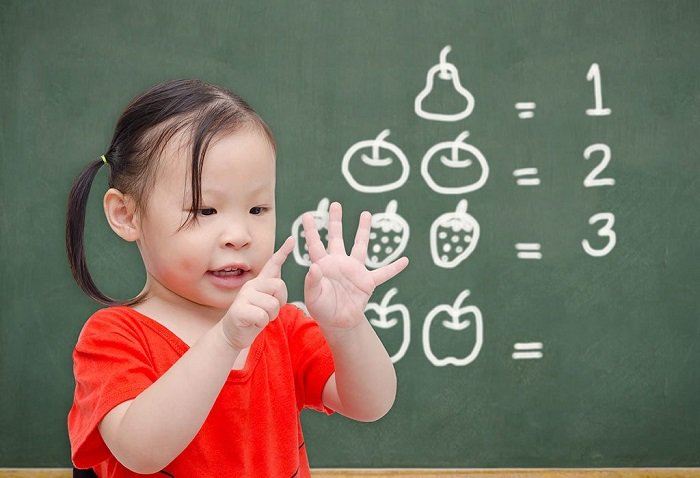 = 1
= 2
= 3
=